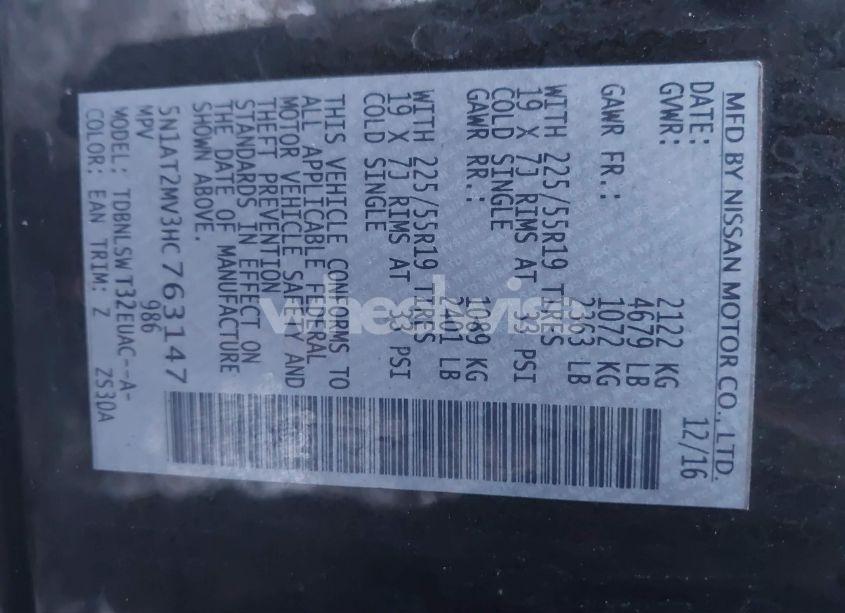 MFD BY NISSAN MOTOR CO., LTD.
DATE: 12/16
GVWR: 2122 KG
4679 LB
GAWR FR.: 1072 KG
2363 LB
WITH 225/55R19 TIRES
19 X 7J RIMS AT 33 PSI
COLD SINGLE
GAWR RR.: 1089 KG
2401 LB
WITH 225/55R19 TIRES
19 X 7J RIMS AT 33 PSI
COLD SINGLE
THIS VEHICLE CONFORMS TO
ALL APPLICABLE FEDERAL
MOTOR VEHICLE SAFETY AND
THEFT PREVENTION
STANDARDS IN EFFECT ON
THE DATE OF MANUFACTURE
SHOWN ABOVE.
5N1AT2MV3HC763147
MPV 986
MODEL: TDBNLSWT32EUAC--A-
COLOR: EAN TRIM: Z ZS30A